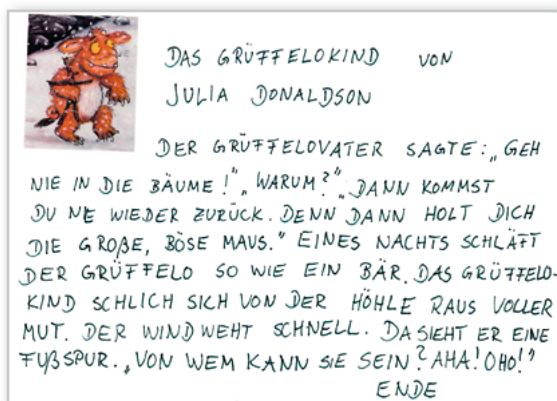 DAS GRÜFFELOKIND VON
JULIA DONALDSON
DER GRÜFFELOVATER SAGTE: „GEH
NIE IN DIE BÄUME!" „WARUM?" „DANN KOMMST
DU NE WIEDER ZURÜCK. DENN DANN HOLT DICH
DIE GROßE, BÖSE MAUS." EINES NACHTS SCHLÄFT
DER GRÜFFELO SO WIE EIN BÄR. DAS GRÜFFELO-
KIND SCHLICH SICH VON DER HÖHLE RAUS VOLLER
MUT. DER WIND WEHT SCHNELL. DA SIEHT ER EINE
FUßSPUR. „VON WEM KANN SIE SEIN? AHA! OHO!"
ENDE